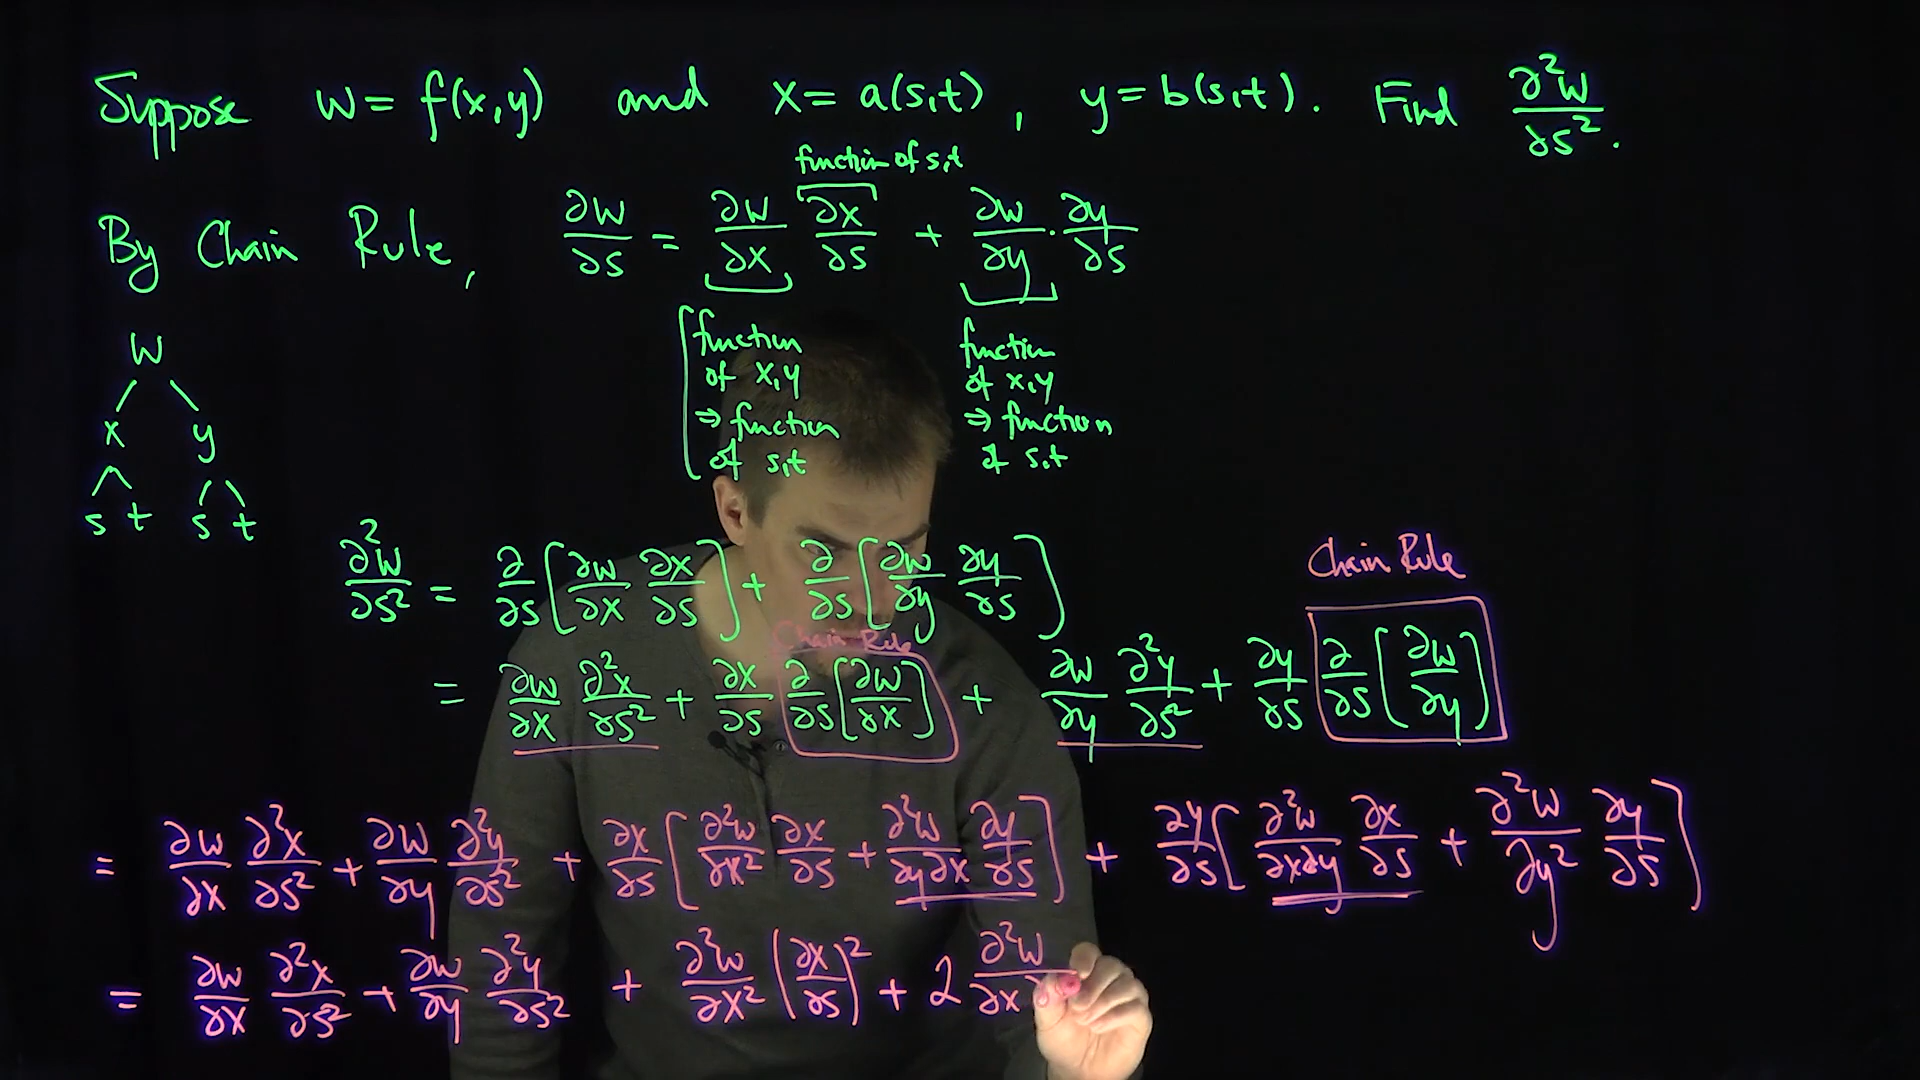 Suppose w = f(x,y) and x = a(s,t), y = b(s,t). Find ∂²w/∂s².
function of s,t
By Chain Rule, ∂w/∂s = ∂w/∂x ∂x/∂s + ∂w/∂y · ∂y/∂s
function of x,y ⇒ function of s,t
function of x,y ⇒ function of s,t
w
x y
s t s t
∂²w/∂s² = ∂/∂s [∂w/∂x ∂x/∂s] + ∂/∂s [∂w/∂y ∂y/∂s]
Chain Rule
Chain Rule
= ∂w/∂x ∂²x/∂s² + ∂x/∂s ∂/∂s [∂w/∂x] + ∂w/∂y ∂²y/∂s² + ∂y/∂s ∂/∂s [∂w/∂y]
= ∂w/∂x ∂²x/∂s² + ∂w/∂y ∂²y/∂s² + ∂x/∂s [∂²w/∂x² ∂x/∂s + ∂²w/∂y∂x ∂y/∂s] + ∂y/∂s [∂²w/∂x∂y ∂x/∂s + ∂²w/∂y² ∂y/∂s]
= ∂w/∂x ∂²x/∂s² + ∂w/∂y ∂²y/∂s² + ∂²w/∂x² (∂x/∂s)² + 2 ∂²w/∂x